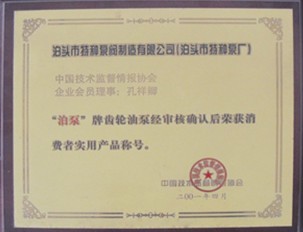 泊头市特种泵阀制造有限公司(泊头市特种泵厂)
中国技术监督情报协会
企业会员理事：孔祥御
“泊泵”牌齿轮油泵经审核确认后荣获消
费者实用产品称号。
中国技术监督情报协会
二00一年四月